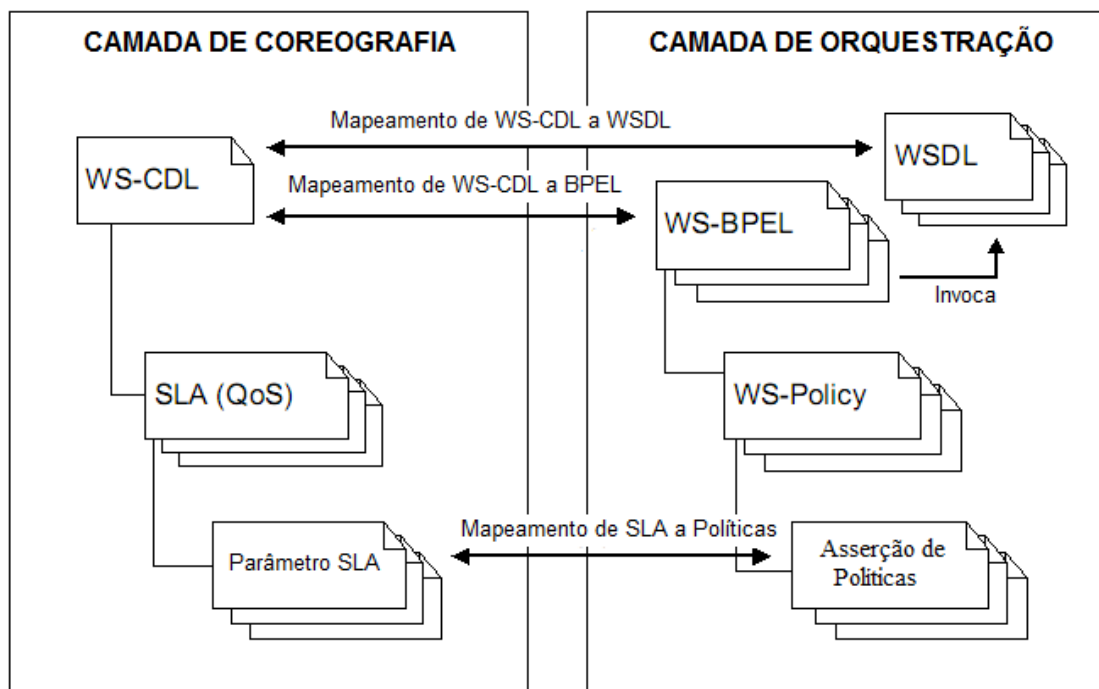 CAMADA DE COREOGRAFIA
CAMADA DE ORQUESTRAÇÃO
Mapeamento de WS-CDL a WSDL
WSDL
WS-CDL
Mapeamento de WS-CDL a BPEL
WS-BPEL
Invoca
SLA (QoS)
WS-Policy
Mapeamento de SLA a Políticas
Parâmetro SLA
Asserção de
Políticas